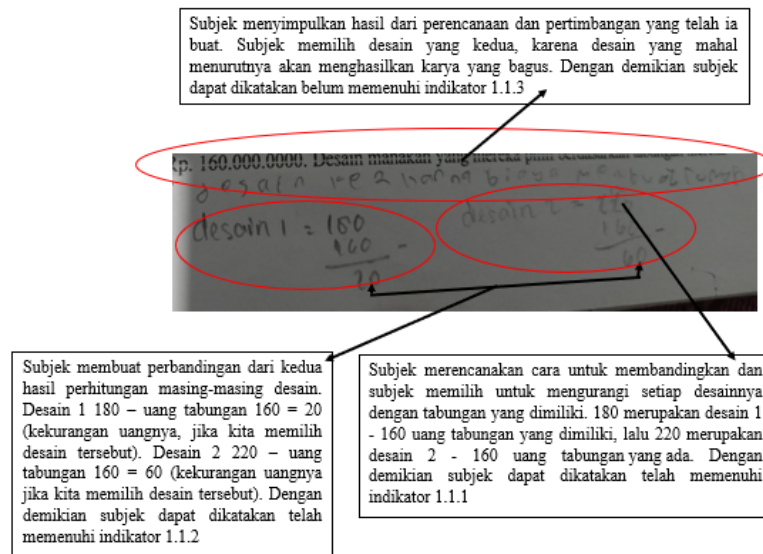 Subjek menyimpulkan hasil dari perencanaan dan pertimbangan yang telah ia
buat. Subjek memilih desain yang kedua, karena desain yang mahal
menurutnya akan menghasilkan karya yang bagus. Dengan demikian subjek
dapat dikatakan belum memenuhi indikator 1.1.3
Rp. 160.000.0000. Desain manakah yang mereka pilih
desain 1 = 180
160 -
20
desain 2 = 220
160 -
60
Subjek membuat perbandingan dari kedua
hasil perhitungan masing-masing desain.
Desain 1 180 – uang tabungan 160 = 20
(kekurangan uangnya, jika kita memilih
desain tersebut). Desain 2 220 – uang
tabungan 160 = 60 (kekurangan uangnya
jika kita memilih desain tersebut). Dengan
demikian subjek dapat dikatakan telah
memenuhi indikator 1.1.2
Subjek merencanakan cara untuk membandingkan dan
subjek memilih untuk mengurangi setiap desainnya
dengan tabungan yang dimiliki. 180 merupakan desain 1
- 160 uang tabungan yang dimiliki, lalu 220 merupakan
desain 2 - 160 uang tabungan yang ada. Dengan
demikian subjek dapat dikatakan telah memenuhi
indikator 1.1.1